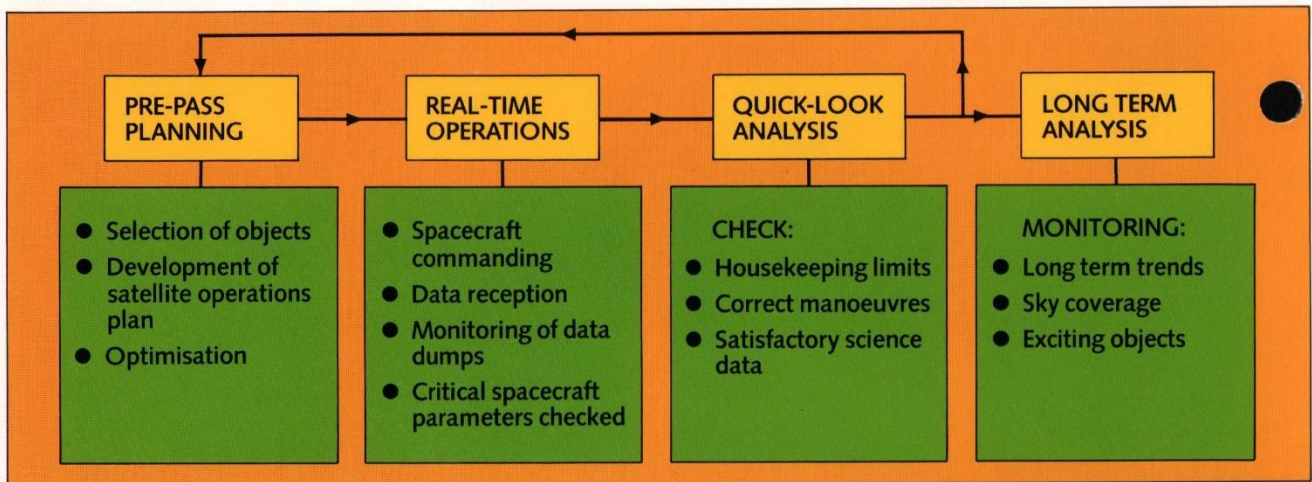 PRE-PASS
PLANNING
REAL-TIME
OPERATIONS
QUICK-LOOK
ANALYSIS
LONG TERM
ANALYSIS
● Selection of objects
● Development of
satellite operations
plan
● Optimisation
● Spacecraft
commanding
● Data reception
● Monitoring of data
dumps
● Critical spacecraft
parameters checked
CHECK:
● Housekeeping limits
● Correct manoeuvres
● Satisfactory science
data
MONITORING:
● Long term trends
● Sky coverage
● Exciting objects